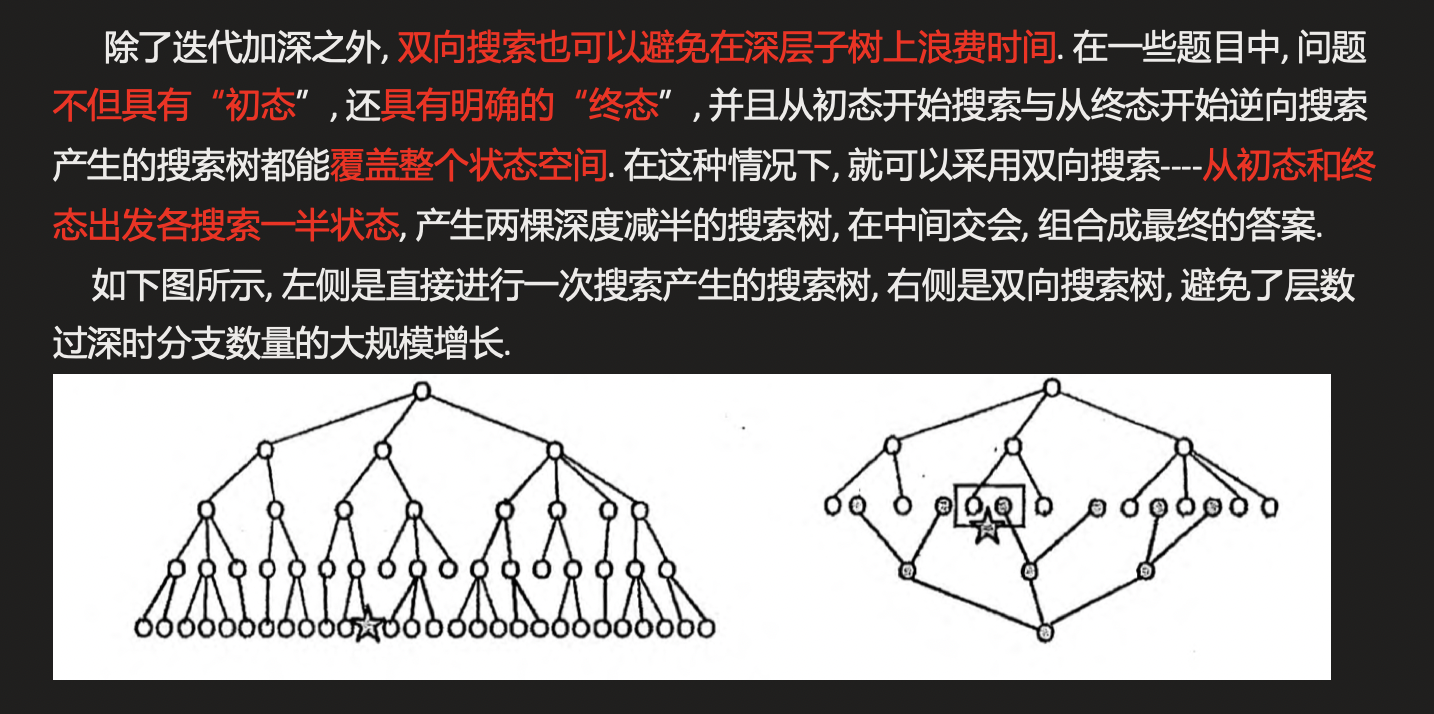 除了迭代加深之外, 双向搜索也可以避免在深层子树上浪费时间. 在一些题目中, 问题
不但具有“初态”, 还具有明确的“终态”, 并且从初态开始搜索与从终态开始逆向搜索
产生的搜索树都能覆盖整个状态空间. 在这种情况下, 就可以采用双向搜索----从初态和终
态出发各搜索一半状态, 产生两棵深度减半的搜索树, 在中间交会, 组合成最终的答案.
如下图所示, 左侧是直接进行一次搜索产生的搜索树, 右侧是双向搜索树, 避免了层数
过深时分支数量的大规模增长.